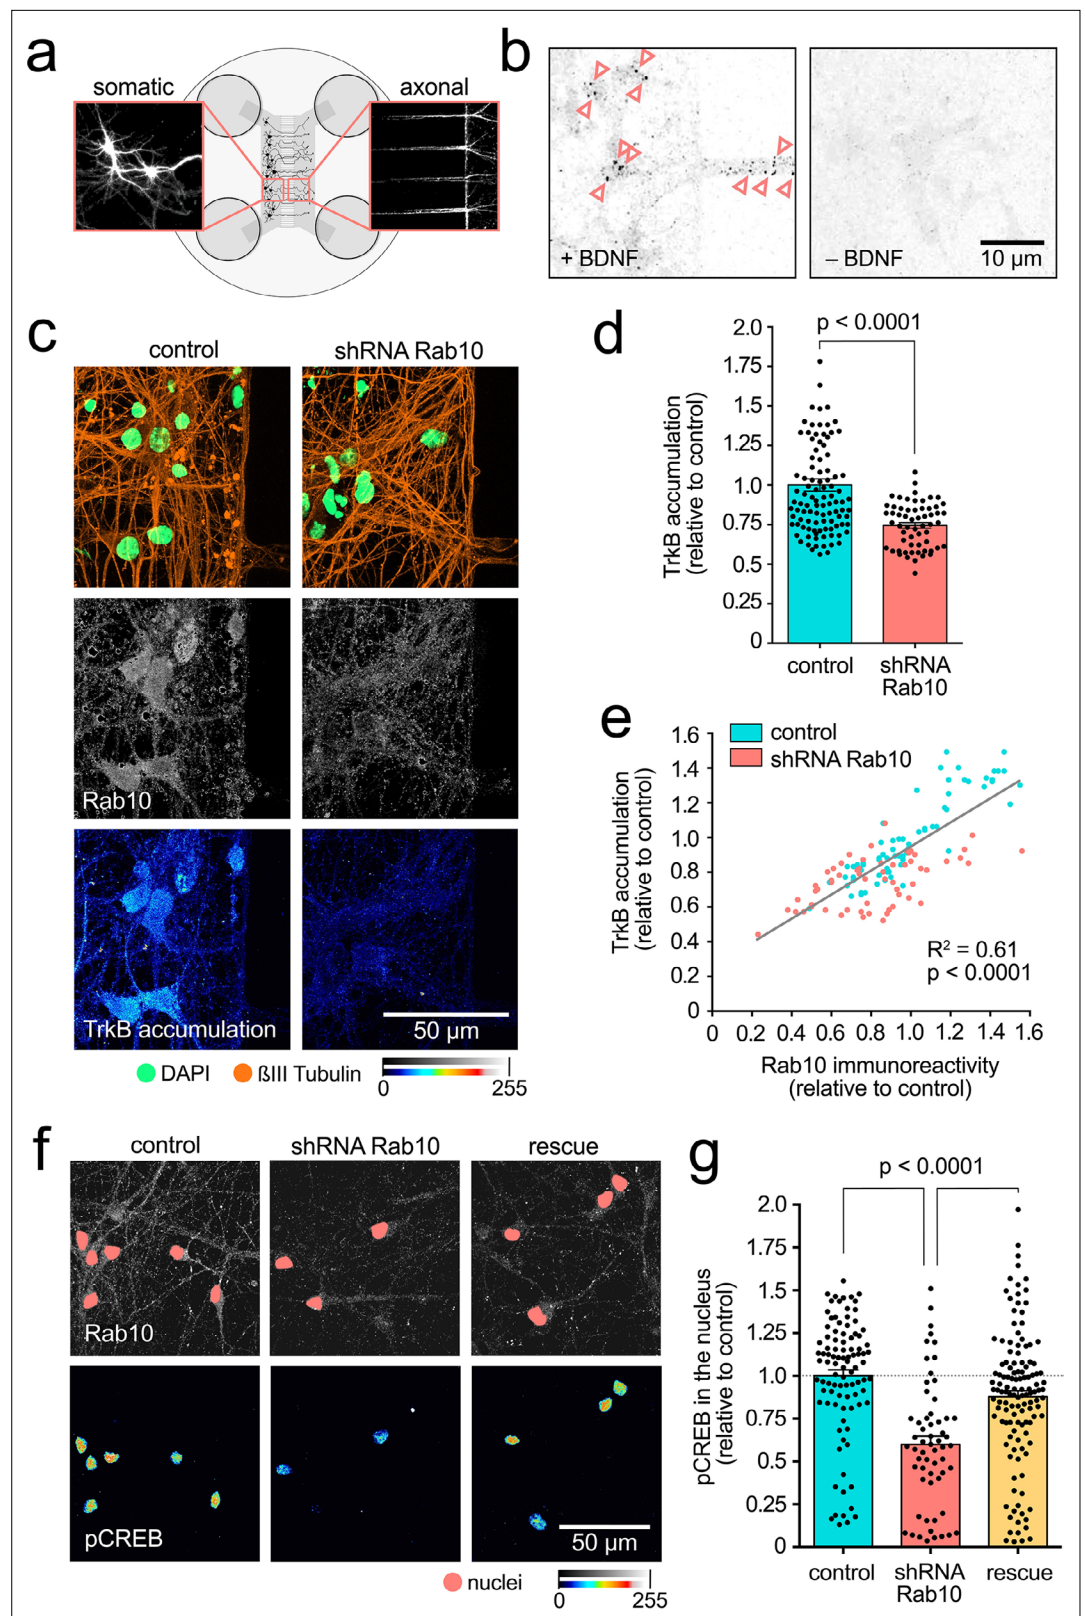 a
somatic
axonal
b
+ BDNF
– BDNF
10 µm
c
control
shRNA Rab10
Rab10
TrkB accumulation
50 µm
DAPI
ßIII Tubulin
0
255
d
p < 0.0001
TrkB accumulation
(relative to control)
2.0
1.75
1.5
1.25
1.0
0.75
0.5
0.25
0
control
shRNA
Rab10
e
control
shRNA Rab10
TrkB accumulation
(relative to control)
1.6
1.4
1.2
1.0
0.8
0.6
0.4
0.2
0
R² = 0.61
p < 0.0001
0 0.2 0.4 0.6 0.8 1.0 1.2 1.4 1.6
Rab10 immunoreactivity
(relative to control)
f
control
shRNA Rab10
rescue
Rab10
pCREB
50 µm
nuclei
0
255
g
p < 0.0001
pCREB in the nucleus
(relative to control)
2.0
1.75
1.5
1.25
1.0
0.75
0.5
0.25
0
control
shRNA
Rab10
rescue